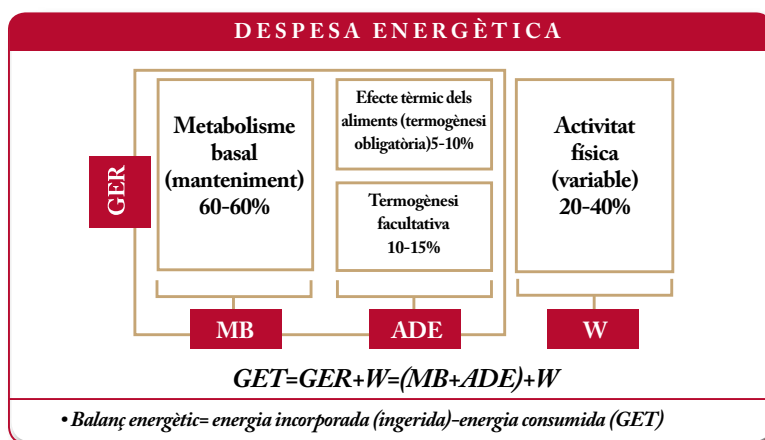 DESPESA ENERGÈTICA
GER
Metabolisme
basal
(manteniment)
60-60%
Efecte tèrmic dels
aliments (termogènesi
obligatòria)5-10%
Termogènesi
facultativa
10-15%
Activitat
física
(variable)
20-40%
MB
ADE
W
GET=GER+W=(MB+ADE)+W
• Balanç energètic= energia incorporada (ingerida)-energia consumida (GET)